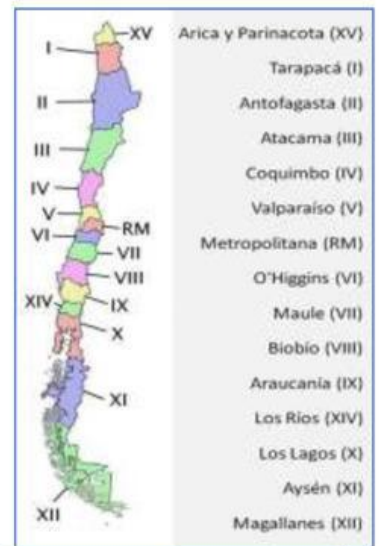 XV
I
II
III
IV
V
RM
VI
VII
VIII
IX
XIV
X
XI
XII
Arica y Parinacota (XV)
Tarapacá (I)
Antofagasta (II)
Atacama (III)
Coquimbo (IV)
Valparaíso (V)
Metropolitana (RM)
O'Higgins (VI)
Maule (VII)
Biobío (VIII)
Araucanía (IX)
Los Ríos (XIV)
Los Lagos (X)
Aysén (XI)
Magallanes (XII)